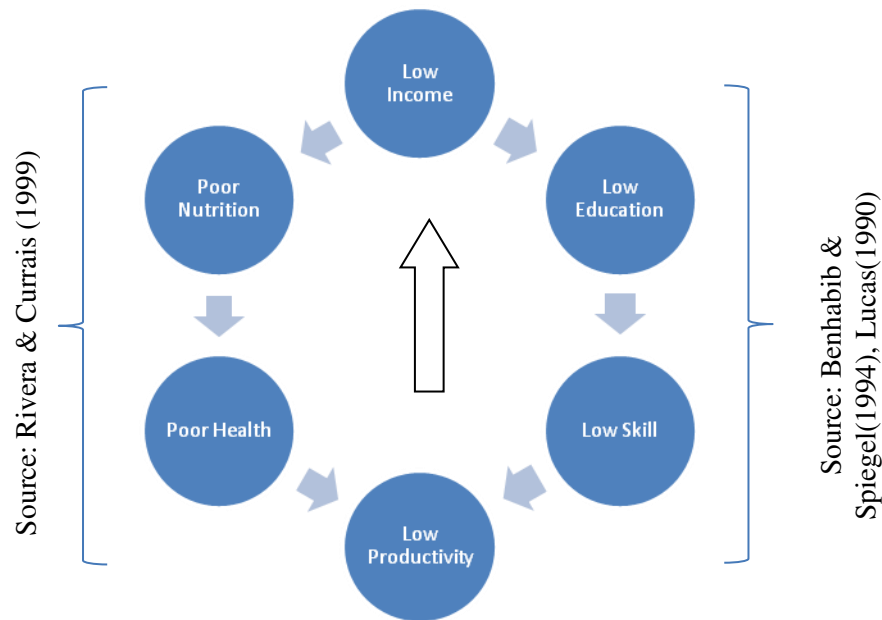 Low
Income
Poor
Nutrition
Low
Education
Poor Health
Low Skill
Low
Productivity
Source: Rivera & Currais (1999)
Source: Benhabib &
Spiegel(1994), Lucas(1990)